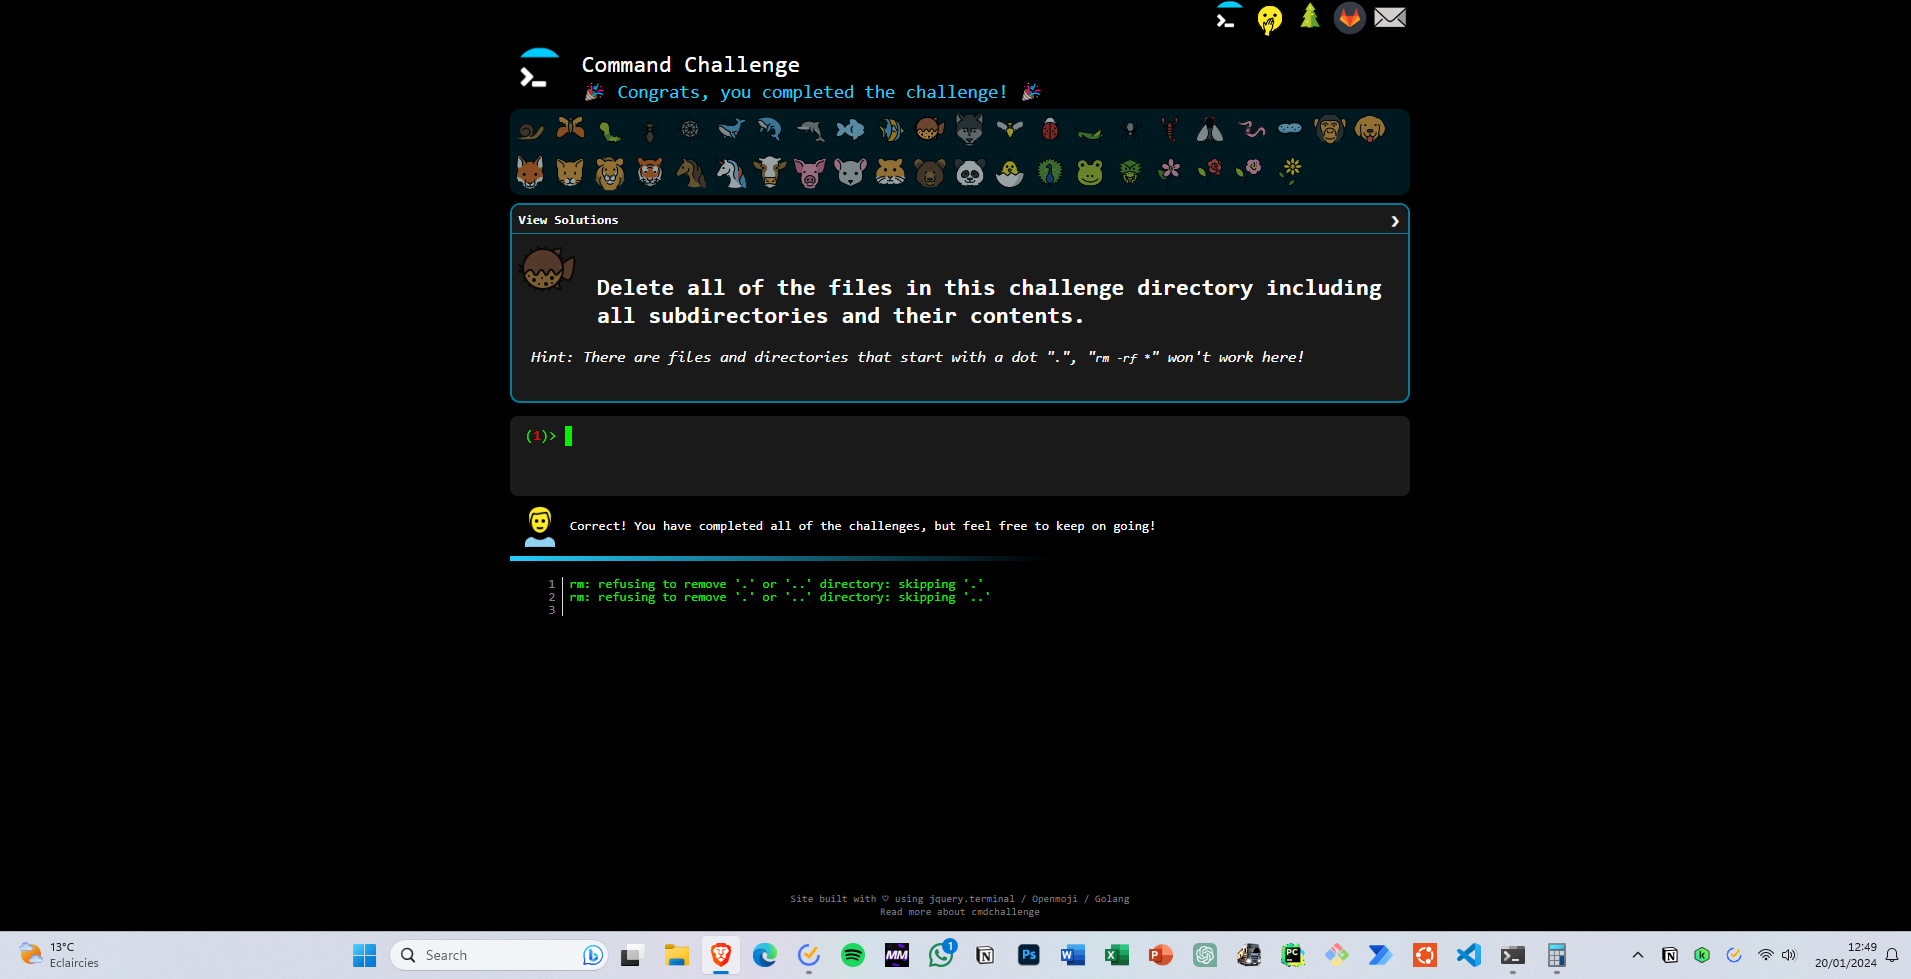 Command Challenge
🎉 Congrats, you completed the challenge! 🎉
View Solutions
Delete all of the files in this challenge directory including
all subdirectories and their contents.
Hint: There are files and directories that start with a dot ".", "rm -rf *" won't work here!
(1)>
Correct! You have completed all of the challenges, but feel free to keep on going!
1 rm: refusing to remove '.' or '..' directory: skipping '.'
2 rm: refusing to remove '.' or '..' directory: skipping '..'
3
Site built with ♡ using jquery.terminal / Openmoji / Golang
Read more about cmdchallenge
13°C
Eclaircies
Search
MM
1
Ps
W
X
P
PC
N
k
12:49
20/01/2024